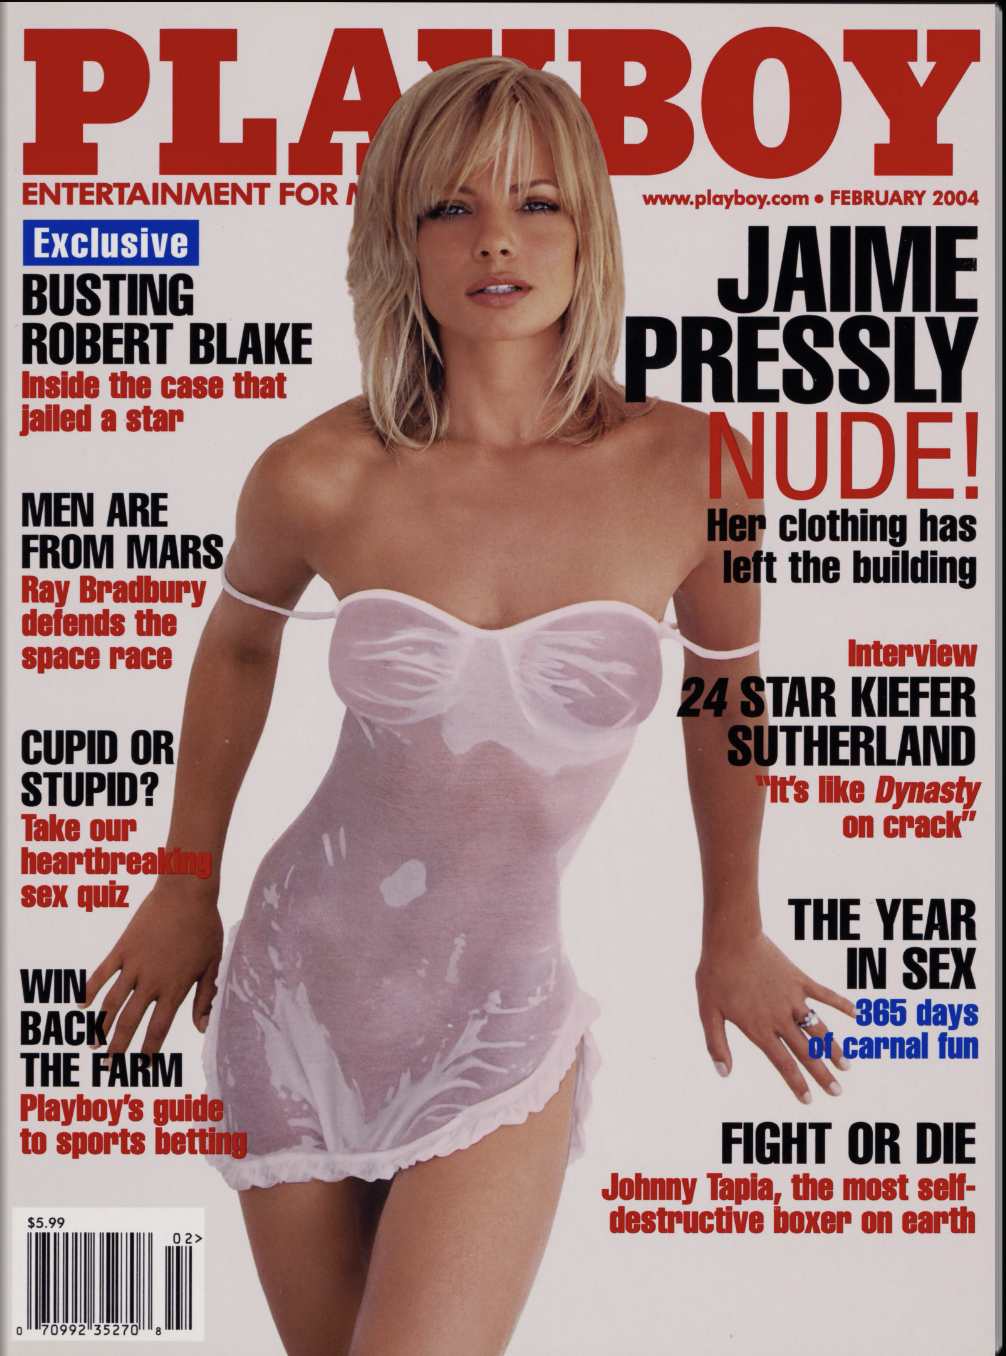 PLAYBOY
ENTERTAINMENT FOR M
www.playboy.com • FEBRUARY 2004
Exclusive
BUSTING
ROBERT BLAKE
Inside the case that
jailed a star
MEN ARE
FROM MARS
Ray Bradbury
defends the
space race
CUPID OR
STUPID?
Take our
heartbreaking
sex quiz
WIN
BACK
THE FARM
Playboy's guide
to sports betting
$5.99
02>
0 70992 35270 8
JAIME
PRESSLY
NUDE!
Her clothing has
left the building
Interview
24 STAR KIEFER
SUTHERLAND
"It's like Dynasty
on crack"
THE YEAR
IN SEX
365 days
of carnal fun
FIGHT OR DIE
Johnny Tapia, the most self-
destructive boxer on earth